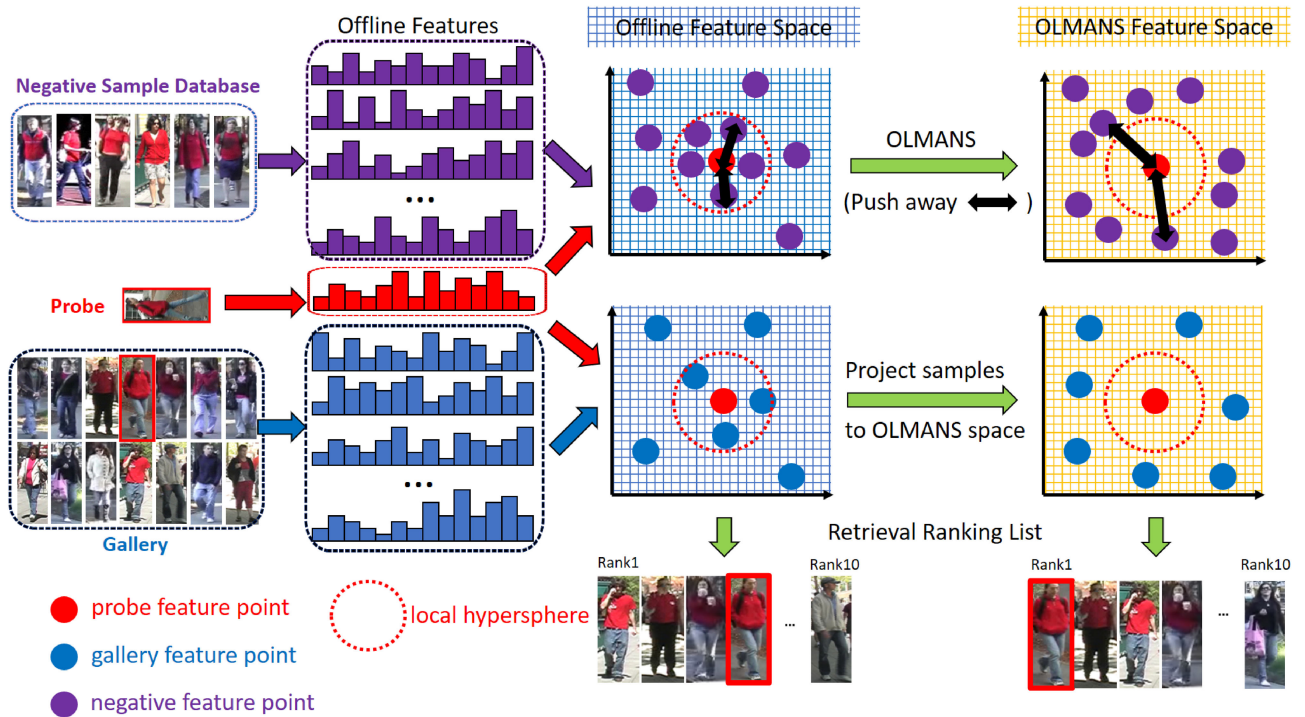 Offline Features
Offline Feature Space
OLMANS Feature Space
Negative Sample Database
OLMANS
(Push away )
...
Probe
Project samples
to OLMANS space
...
Gallery
Retrieval Ranking List
Rank1
Rank10
Rank1
Rank10
...
...
probe feature point
local hypersphere
gallery feature point
negative feature point